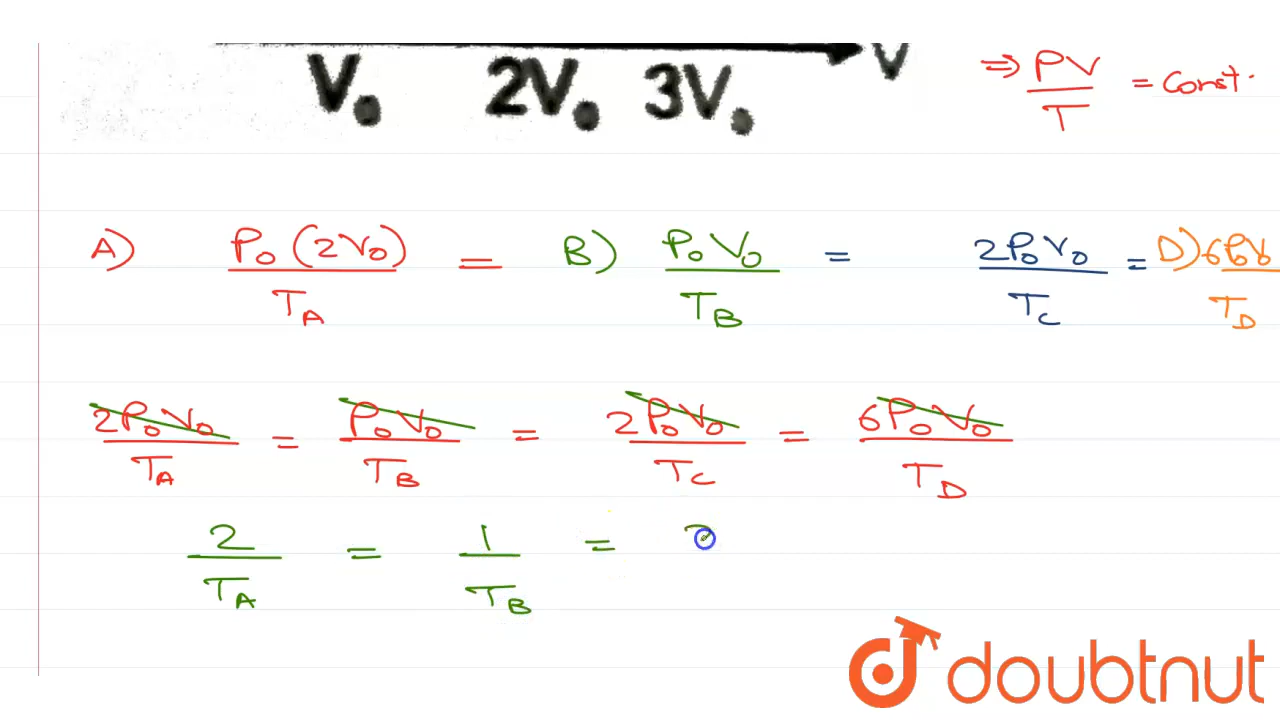 V₀ 2V₀ 3V₀ V
⇒ PV/T = Const.
A) P₀(2V₀)/T_A = B) P₀V₀/T_B = 2P₀V₀/T_C = D) 6P₀V₀/T_D
2P₀V₀/T_A = P₀V₀/T_B = 2P₀V₀/T_C = 6P₀V₀/T_D
2/T_A = 1/T_B =
doubtnut